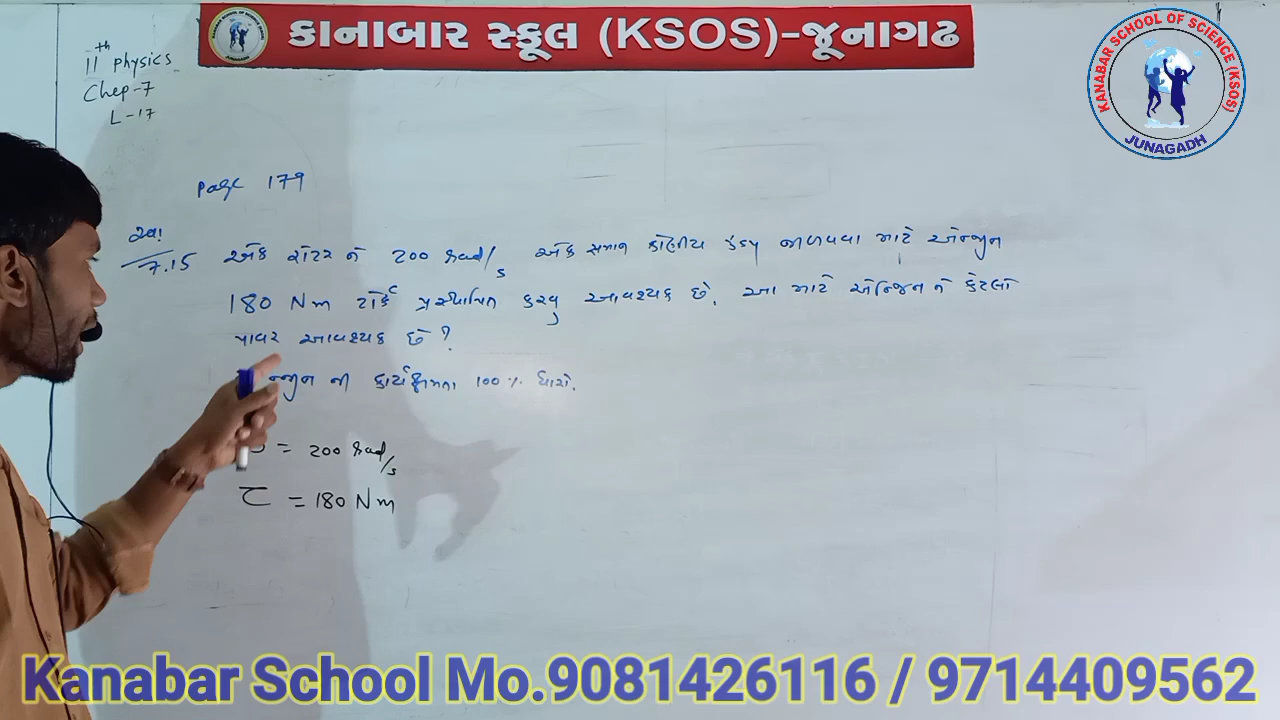 કાનાબાર સ્કૂલ (KSOS)-જૂનાગઢ
KANABAR SCHOOL OF SCIENCE (KSOS)
JUNAGADH
11th Physics
Chep-7
L-17
Page 179
સ્વા
7.15 એક રોટર ને 200 rad/s એક સમાન કોણીય ઝડપ જાળવવા માટે એન્જીન
180 Nm ટોર્ક પ્રસ્થાપિત કરવુ આવશ્યક છે. આ માટે એન્જિન ને કેટલો
પાવર આવશ્યક છે?
ન્જીન ની કાર્યક્ષમતા 100% ધારો.
= 200 rad/s
τ = 180 Nm
Kanabar School Mo.9081426116 / 9714409562